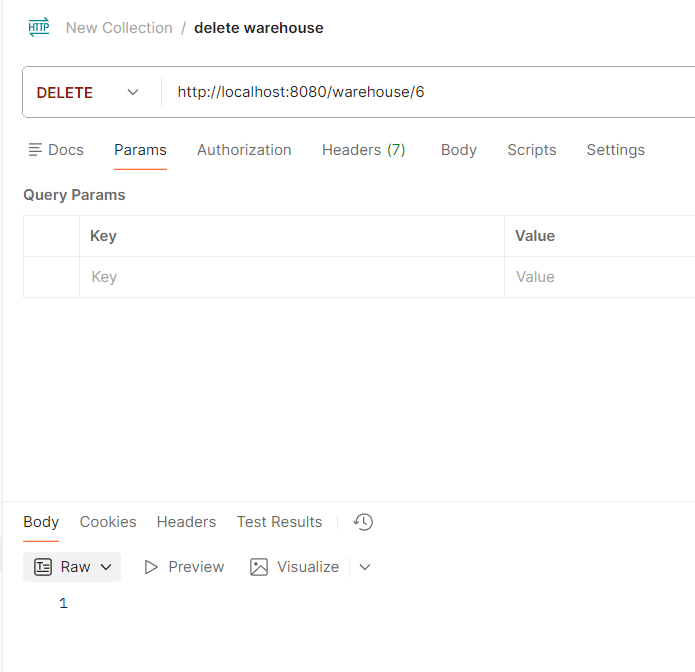 HTTP New Collection / delete warehouse
DELETE http://localhost:8080/warehouse/6
Docs Params Authorization Headers (7) Body Scripts Settings
Query Params
Key Value
Key Value
Body Cookies Headers Test Results
Raw Preview Visualize
1